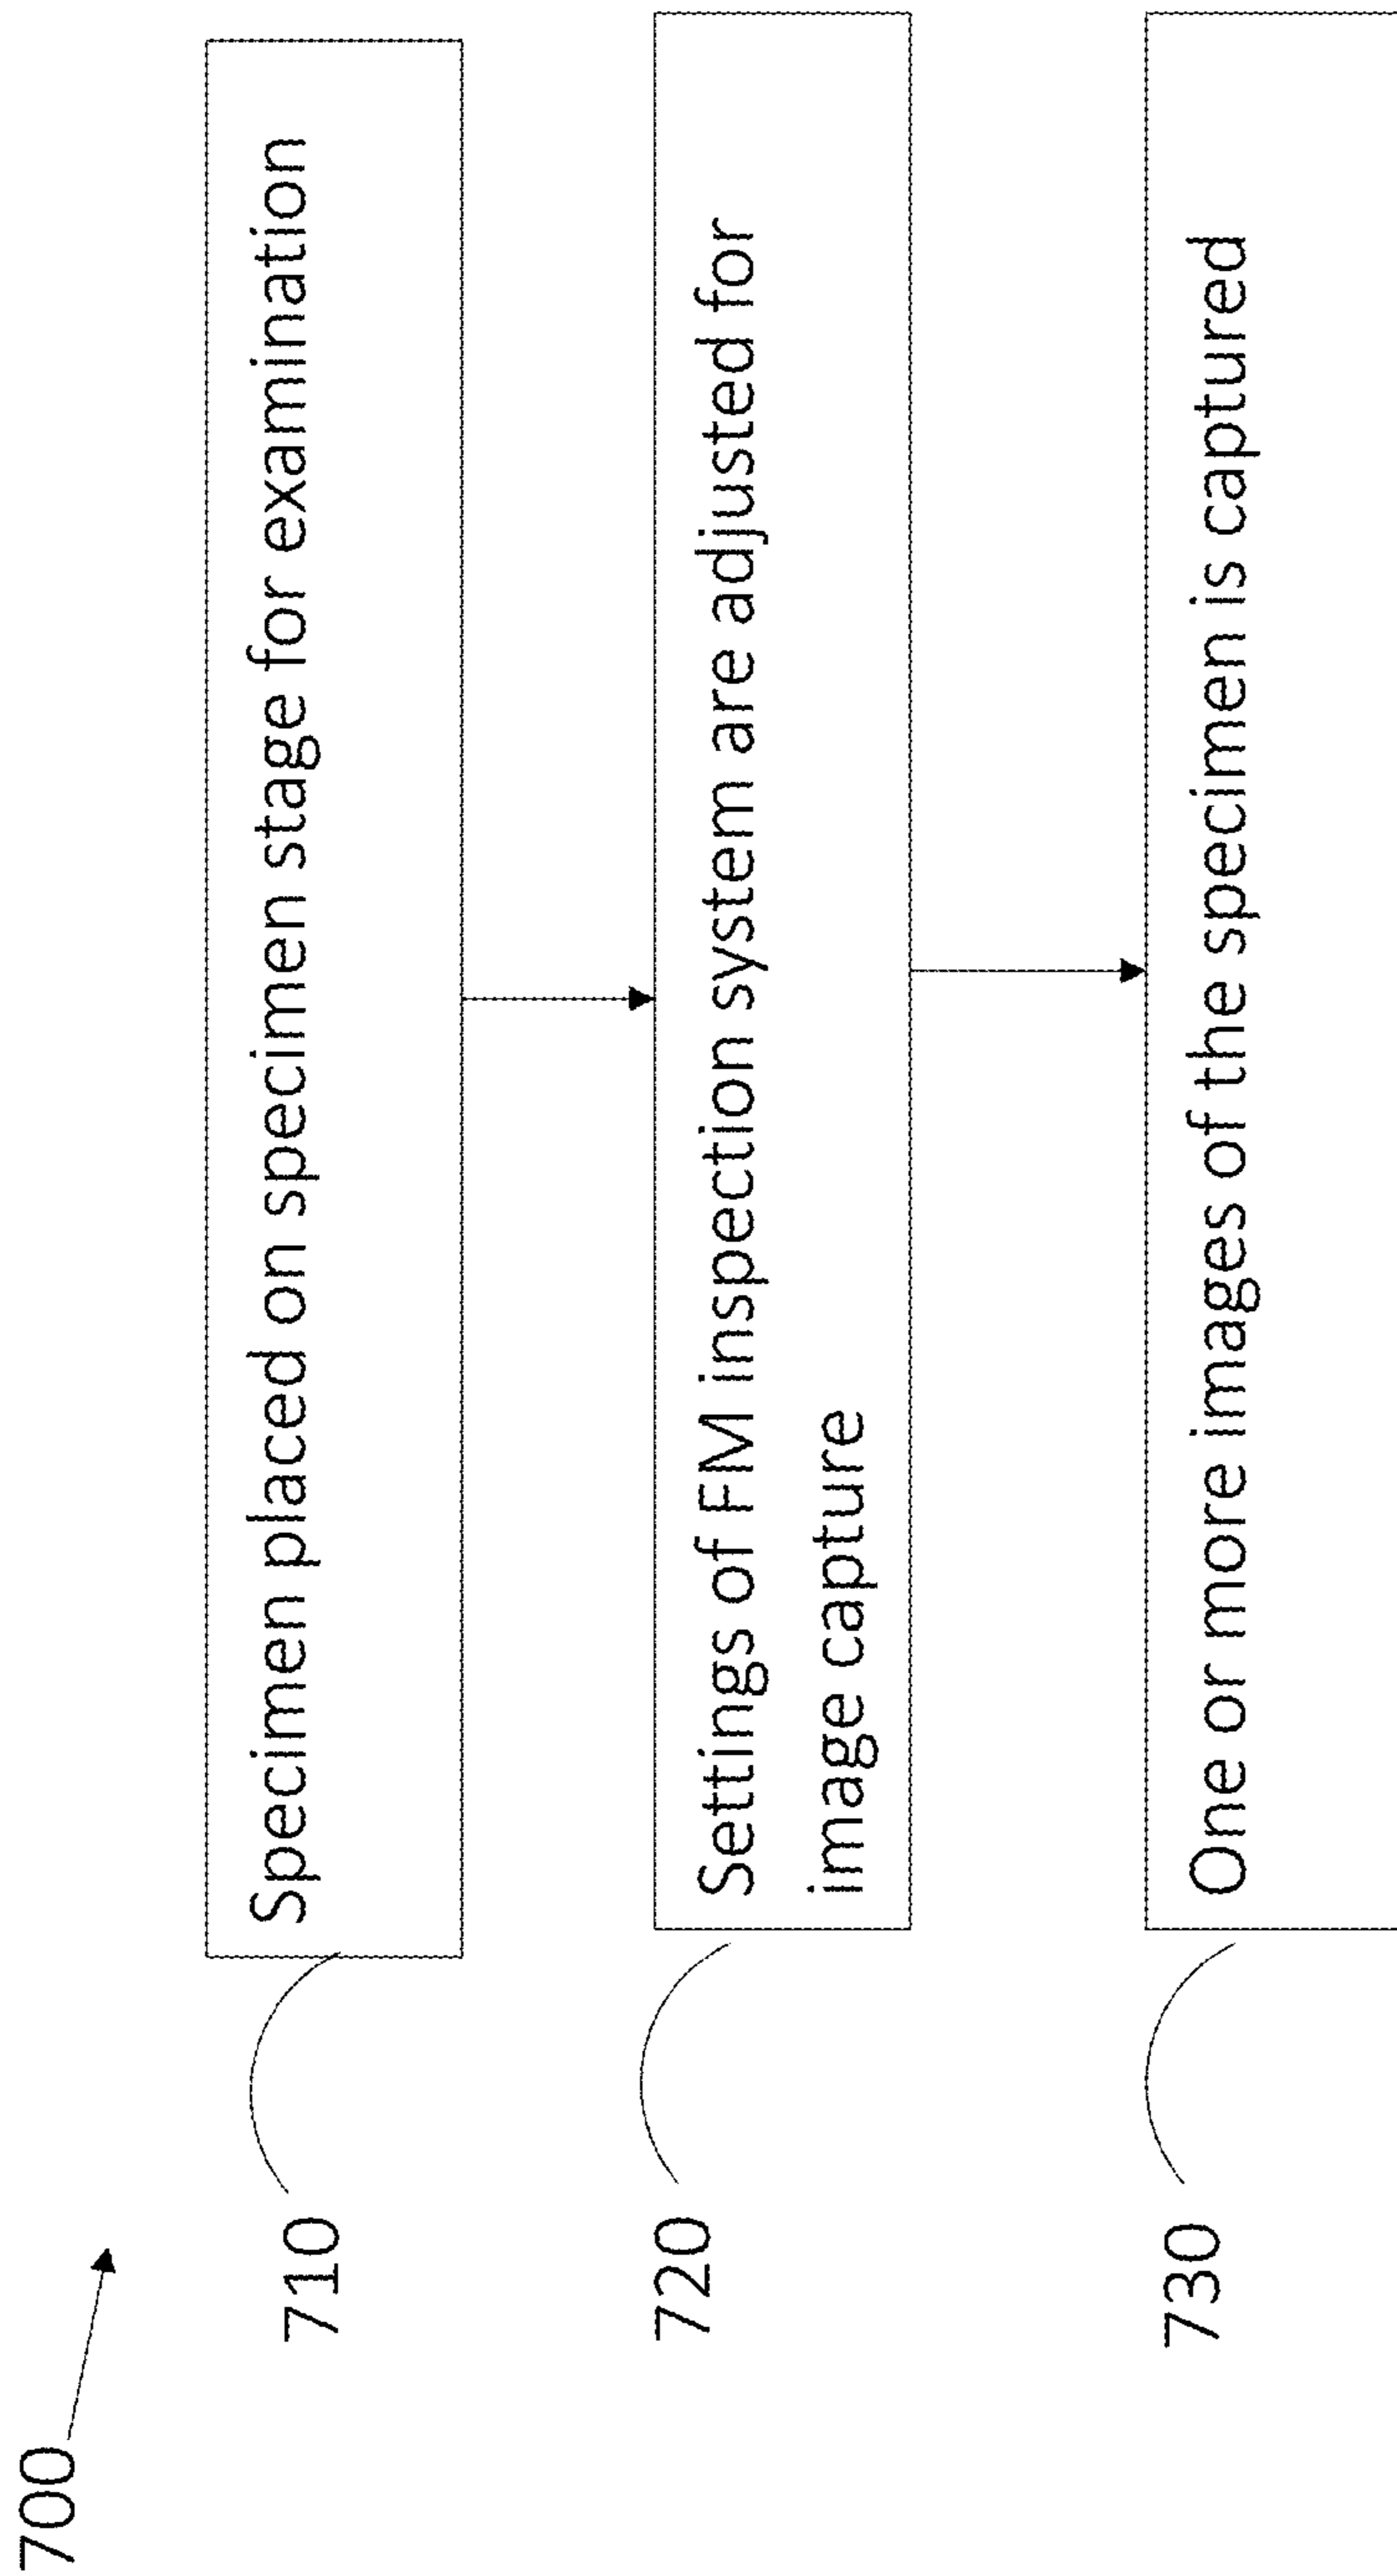 700
710
Specimen placed on specimen stage for examination
720
Settings of FM inspection system are adjusted for
image capture
730
One or more images of the specimen is captured